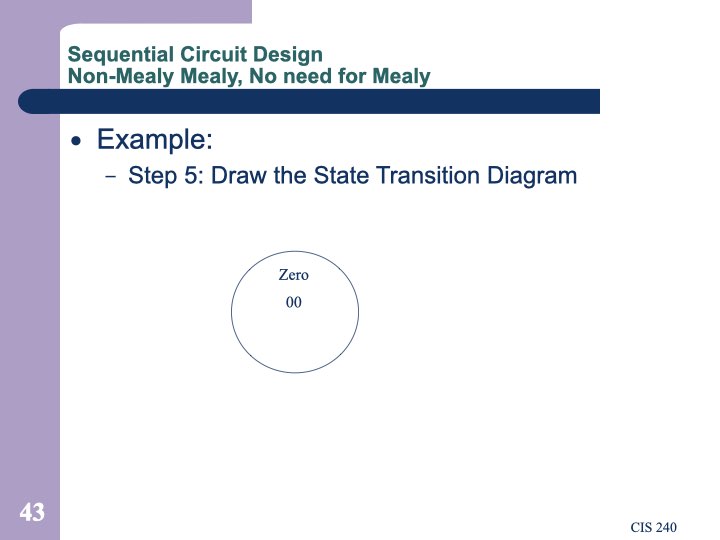 Sequential Circuit Design
Non-Mealy Mealy, No need for Mealy
• Example:
– Step 5: Draw the State Transition Diagram
Zero
00
43
CIS 240